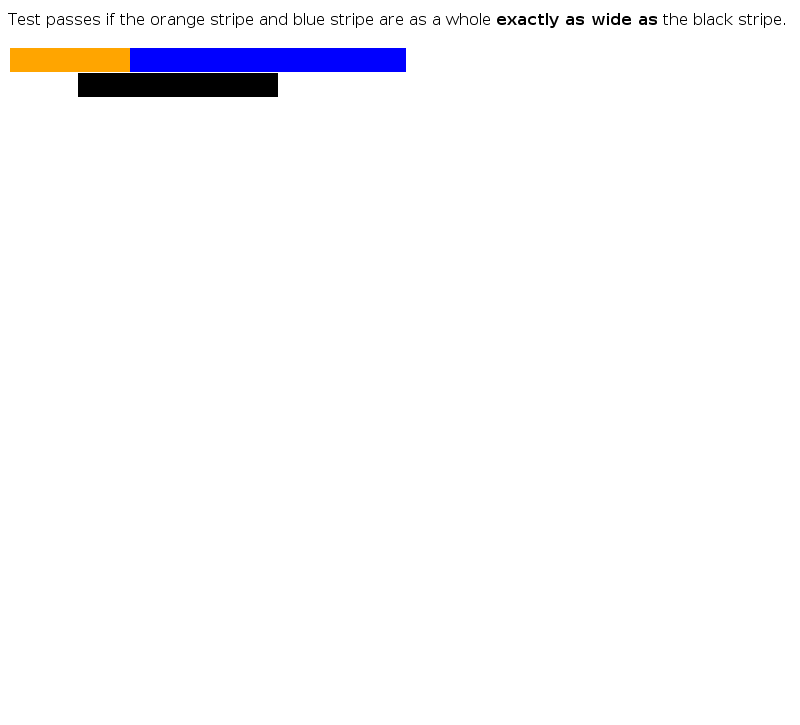 Test passes if the orange stripe and blue stripe are as a whole exactly as wide as the black stripe.